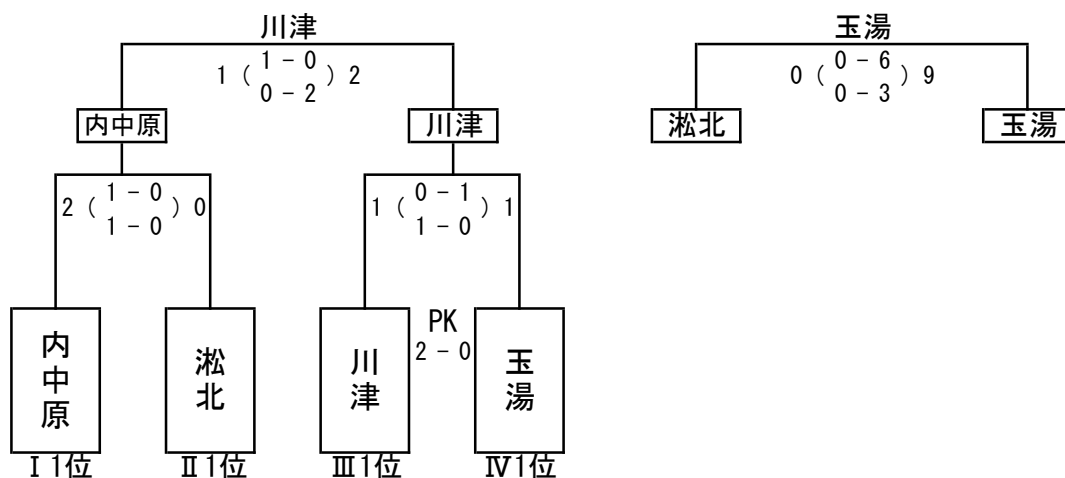 川津
1 ( 1 - 0 ) 2
0 - 2
内中原
川津
2 ( 1 - 0 ) 0
1 - 0
1 ( 0 - 1 ) 1
1 - 0
PK
2 - 0
内中原
淞北
川津
玉湯
Ⅰ1位
Ⅱ1位
Ⅲ1位
Ⅳ1位
玉湯
0 ( 0 - 6 ) 9
0 - 3
淞北
玉湯